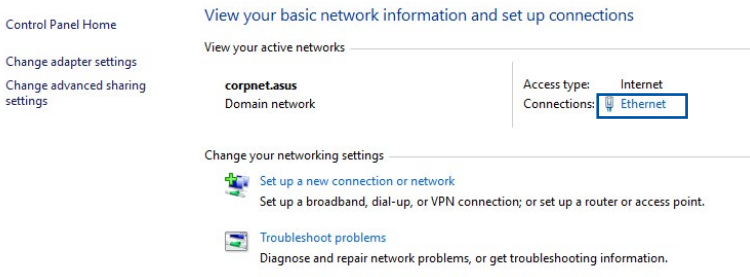 Control Panel Home
Change adapter settings
Change advanced sharing
settings
View your basic network information and set up connections
View your active networks
corpnet.asus
Domain network
Access type: Internet
Connections: Ethernet
Change your networking settings
Set up a new connection or network
Set up a broadband, dial-up, or VPN connection; or set up a router or access point.
Troubleshoot problems
Diagnose and repair network problems, or get troubleshooting information.